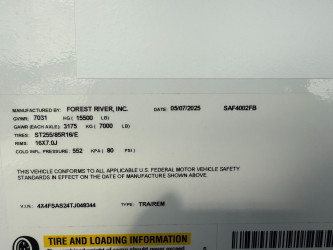 MANUFACTURED BY: FOREST RIVER, INC. DATE: 05/07/2025 SAF4002FB
GVWR: 7031 KG ( 15500 LB)
GAWR (EACH AXLE): 3175 KG ( 7000 LB)
TIRES: ST255/85R16/E
RIMS: 16X7.0J
COLD INFL. PRESSURE: 552 KPA ( 80 PSI)
THIS VEHICLE CONFORMS TO ALL APPLICABLE U.S. FEDERAL MOTOR VEHICLE SAFETY
STANDARDS IN EFFECT ON THE DATE OF MANUFACTURE SHOWN ABOVE.
V.I.N.: 4X4FSAS24TJ049344 TYPE: TRA/REM
TIRE AND LOADING INFORMATION